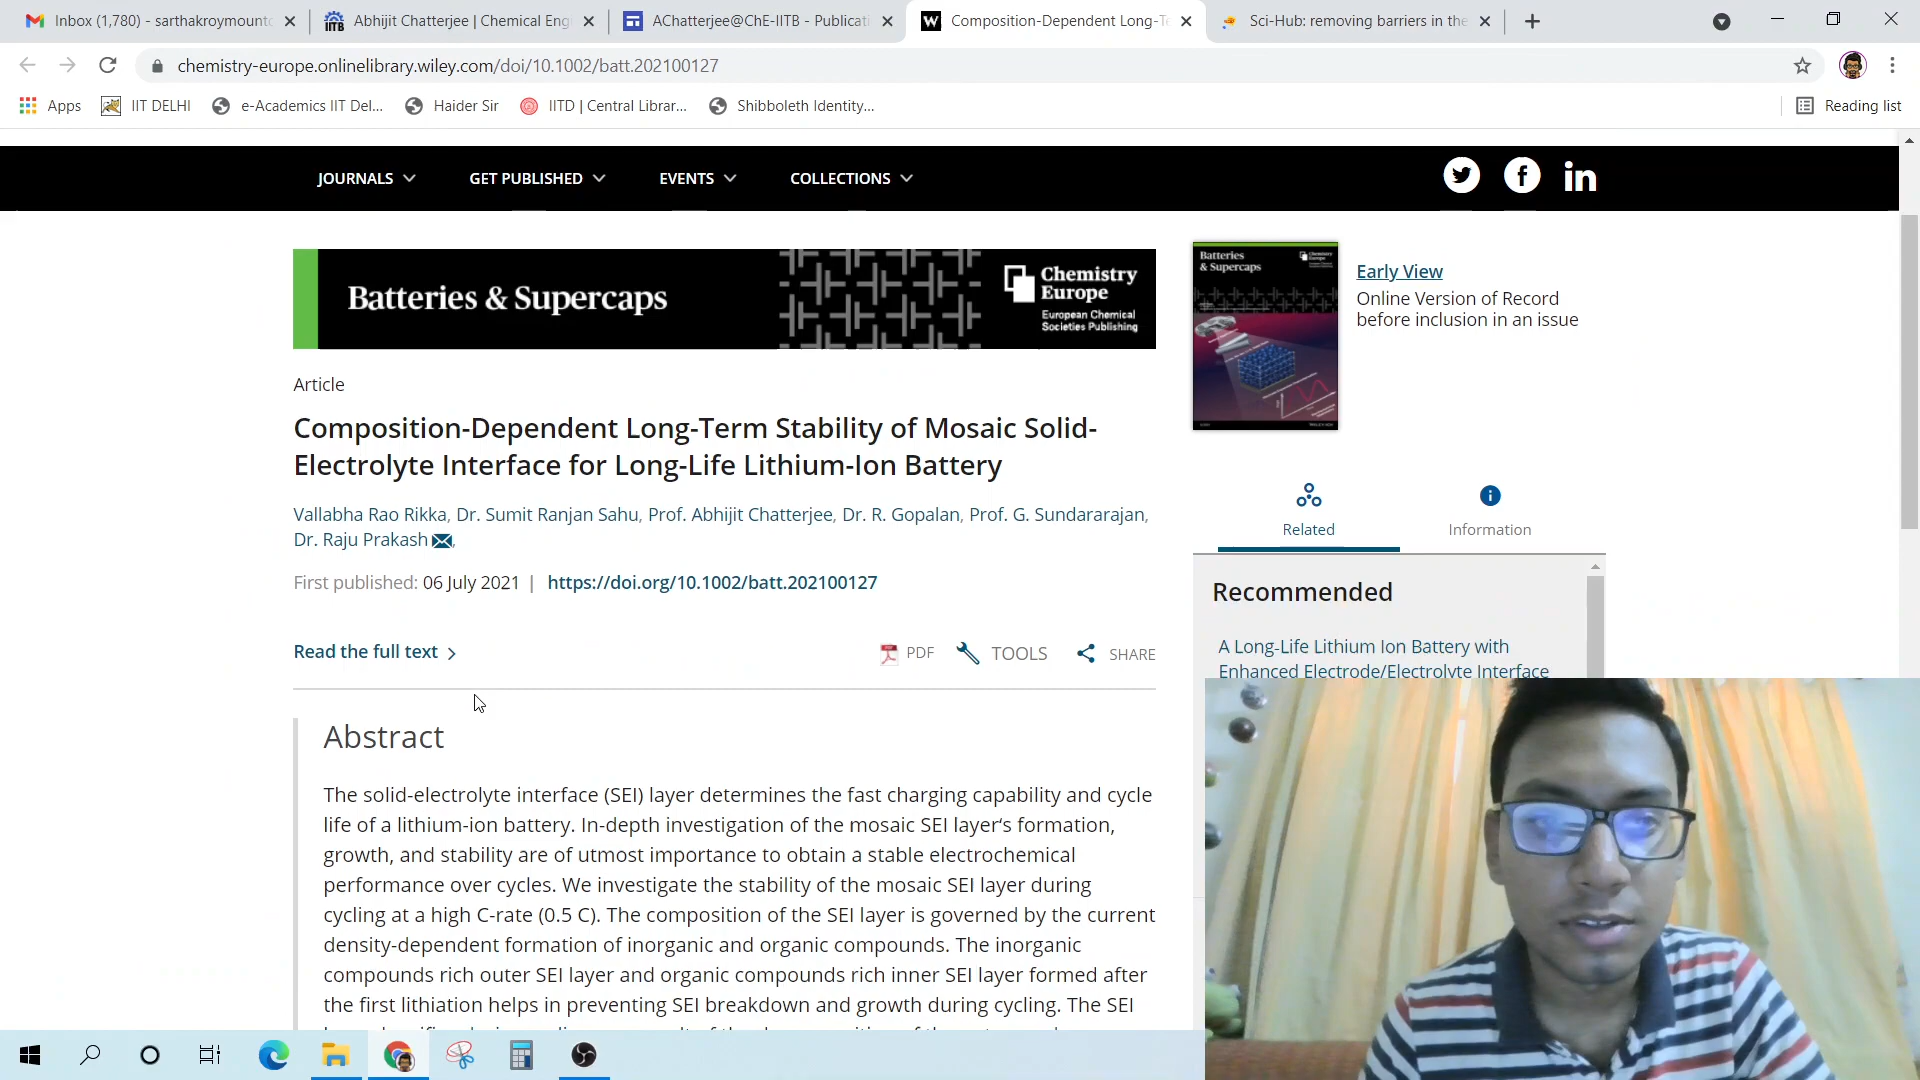 Inbox (1,780) - sarthakroymount
Abhijit Chatterjee | Chemical Eng
AChatterjee@ChE-IITB - Publicati
Composition-Dependent Long-Te
Sci-Hub: removing barriers in the
chemistry-europe.onlinelibrary.wiley.com/doi/10.1002/batt.202100127
Apps
IIT DELHI
e-Academics IIT Del...
Haider Sir
IITD | Central Librar...
Shibboleth Identity...
Reading list
JOURNALS
GET PUBLISHED
EVENTS
COLLECTIONS
Batteries & Supercaps
Chemistry
Europe
European Chemical
Societies Publishing
Batteries
& Supercaps
Early View
Online Version of Record
before inclusion in an issue
Article
Composition-Dependent Long-Term Stability of Mosaic Solid-
Electrolyte Interface for Long-Life Lithium-Ion Battery
Vallabha Rao Rikka, Dr. Sumit Ranjan Sahu, Prof. Abhijit Chatterjee, Dr. R. Gopalan, Prof. G. Sundararajan,
Dr. Raju Prakash
First published: 06 July 2021 | https://doi.org/10.1002/batt.202100127
Related
Information
Recommended
A Long-Life Lithium Ion Battery with
Enhanced Electrode/Electrolyte Interface
Read the full text
PDF
TOOLS
SHARE
Abstract
The solid-electrolyte interface (SEI) layer determines the fast charging capability and cycle
life of a lithium-ion battery. In-depth investigation of the mosaic SEI layer‘s formation,
growth, and stability are of utmost importance to obtain a stable electrochemical
performance over cycles. We investigate the stability of the mosaic SEI layer during
cycling at a high C-rate (0.5 C). The composition of the SEI layer is governed by the current
density-dependent formation of inorganic and organic compounds. The inorganic
compounds rich outer SEI layer and organic compounds rich inner SEI layer formed after
the first lithiation helps in preventing SEI breakdown and growth during cycling. The SEI